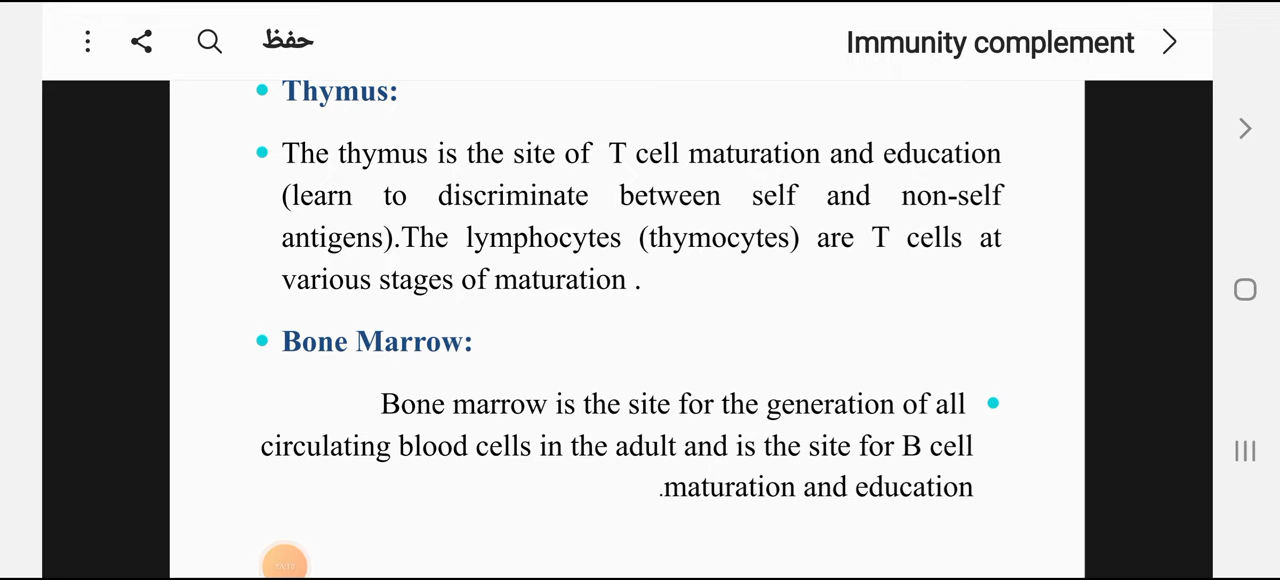 حفظ
Immunity complement
Thymus:
The thymus is the site of T cell maturation and education
(learn to discriminate between self and non-self
antigens).The lymphocytes (thymocytes) are T cells at
various stages of maturation .
Bone Marrow:
Bone marrow is the site for the generation of all
circulating blood cells in the adult and is the site for B cell
.maturation and education